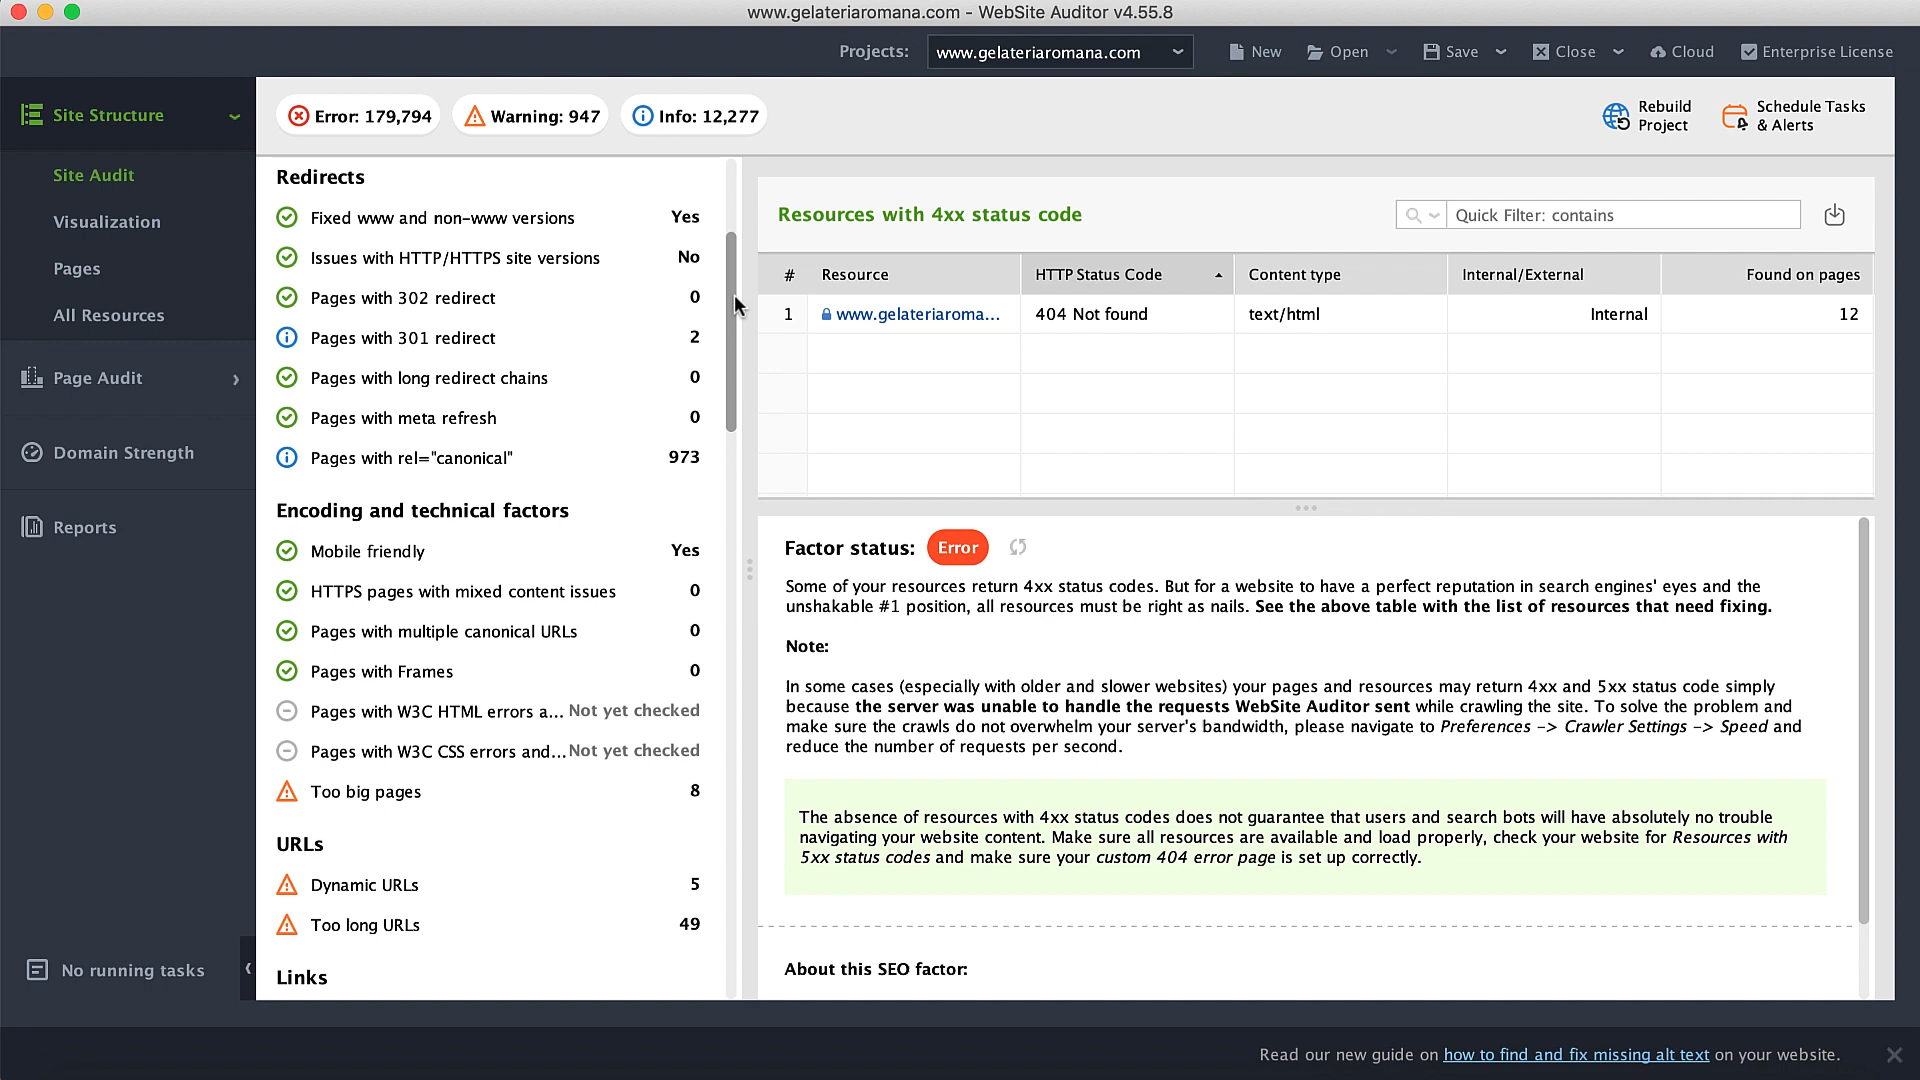 www.gelateriaromana.com - WebSite Auditor v4.55.8
Projects: www.gelateriaromana.com New Open Save Close Cloud Enterprise License
Site Structure
Site Audit
Visualization
Pages
All Resources
Page Audit
Domain Strength
Reports
No running tasks
Error: 179,794 Warning: 947 Info: 12,277
Rebuild
Project
Schedule Tasks
& Alerts
Redirects
Fixed www and non-www versions Yes
Issues with HTTP/HTTPS site versions No
Pages with 302 redirect 0
Pages with 301 redirect 2
Pages with long redirect chains 0
Pages with meta refresh 0
Pages with rel="canonical" 973
Encoding and technical factors
Mobile friendly Yes
HTTPS pages with mixed content issues 0
Pages with multiple canonical URLs 0
Pages with Frames 0
Pages with W3C HTML errors a... Not yet checked
Pages with W3C CSS errors and... Not yet checked
Too big pages 8
URLs
Dynamic URLs 5
Too long URLs 49
Links
Resources with 4xx status code
Quick Filter: contains
# Resource HTTP Status Code Content type Internal/External Found on pages
1 www.gelateriaroma... 404 Not found text/html Internal 12
Factor status: Error
Some of your resources return 4xx status codes. But for a website to have a perfect reputation in search engines' eyes and the
unshakable #1 position, all resources must be right as nails. See the above table with the list of resources that need fixing.
Note:
In some cases (especially with older and slower websites) your pages and resources may return 4xx and 5xx status code simply
because the server was unable to handle the requests WebSite Auditor sent while crawling the site. To solve the problem and
make sure the crawls do not overwhelm your server's bandwidth, please navigate to Preferences -> Crawler Settings -> Speed and
reduce the number of requests per second.
The absence of resources with 4xx status codes does not guarantee that users and search bots will have absolutely no trouble
navigating your website content. Make sure all resources are available and load properly, check your website for Resources with
5xx status codes and make sure your custom 404 error page is set up correctly.
About this SEO factor:
Read our new guide on how to find and fix missing alt text on your website.